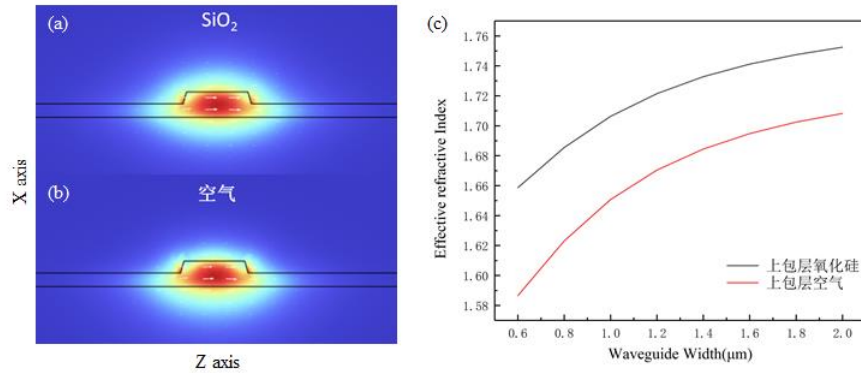 (a)
SiO₂
(b)
空气
X axis
Z axis
(c)
Effective refractive Index
1.76
1.74
1.72
1.70
1.68
1.66
1.64
1.62
1.60
1.58
上包层氧化硅
上包层空气
0.6 0.8 1.0 1.2 1.4 1.6 1.8 2.0
Waveguide Width(μm)